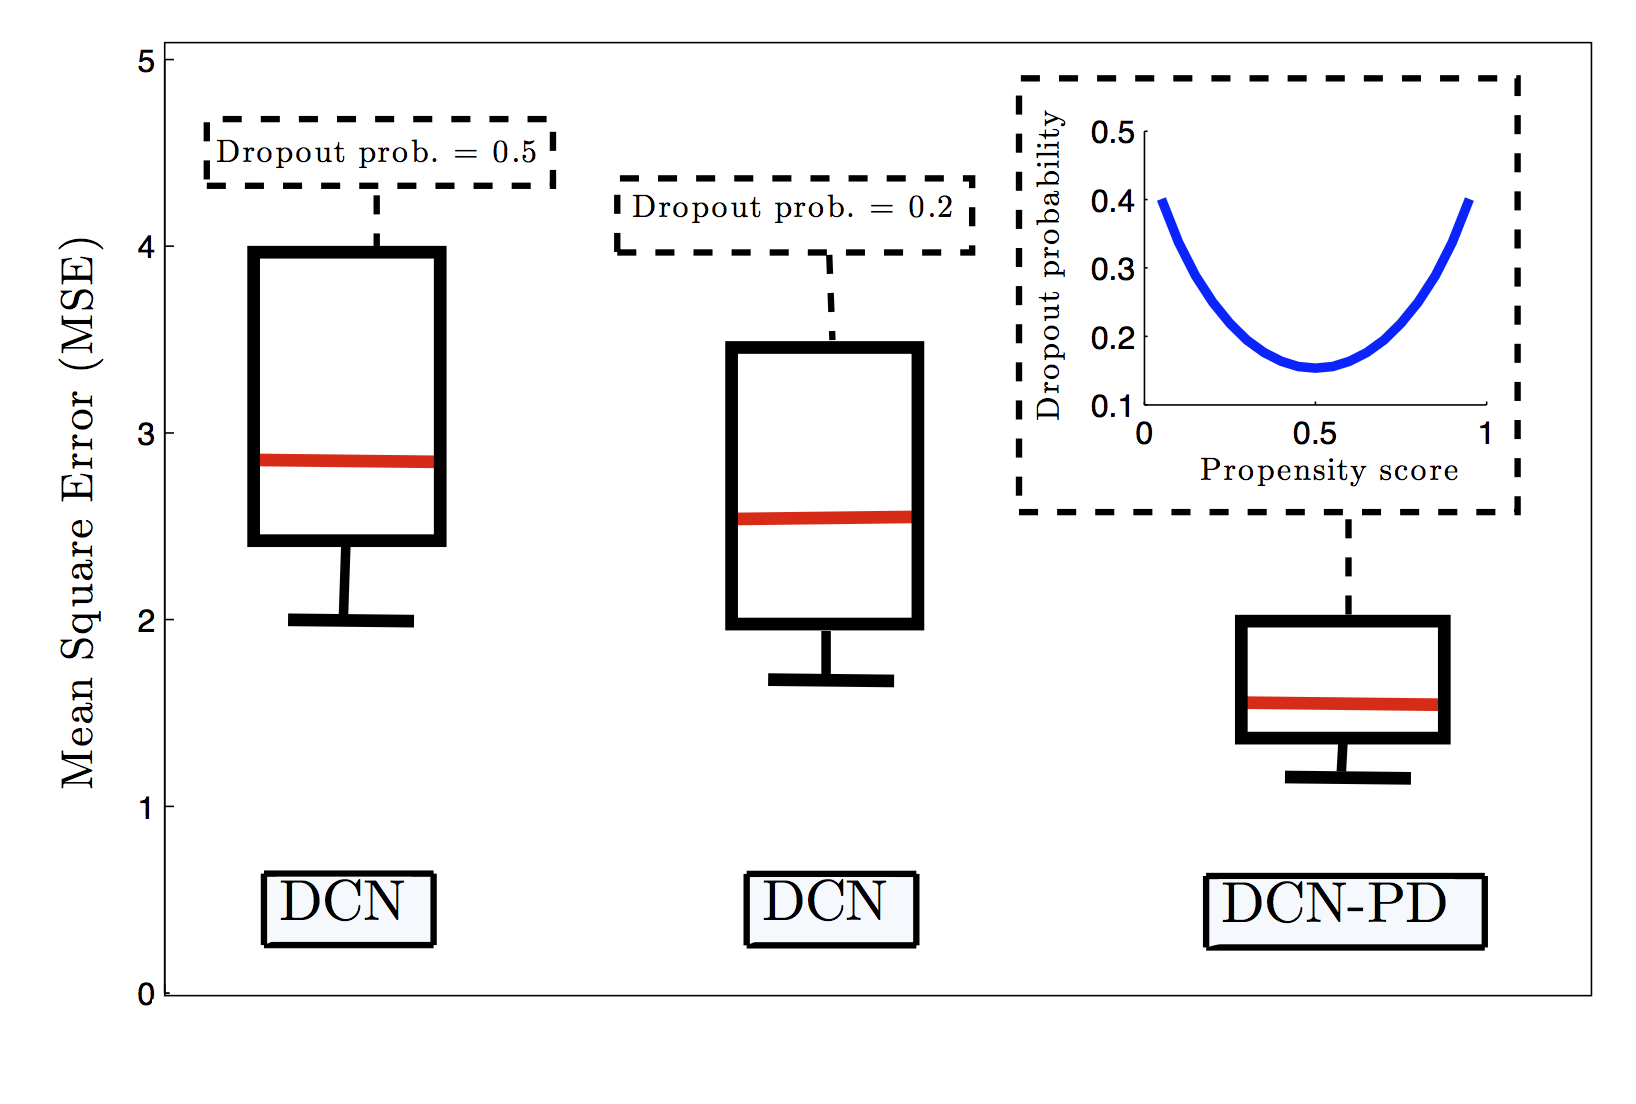 Mean Square Error (MSE)
5
4
3
2
1
0
Dropout prob. = 0.5
Dropout prob. = 0.2
Dropout probability
0.5
0.4
0.3
0.2
0.1
0 0.5 1
Propensity score
DCN
DCN
DCN-PD